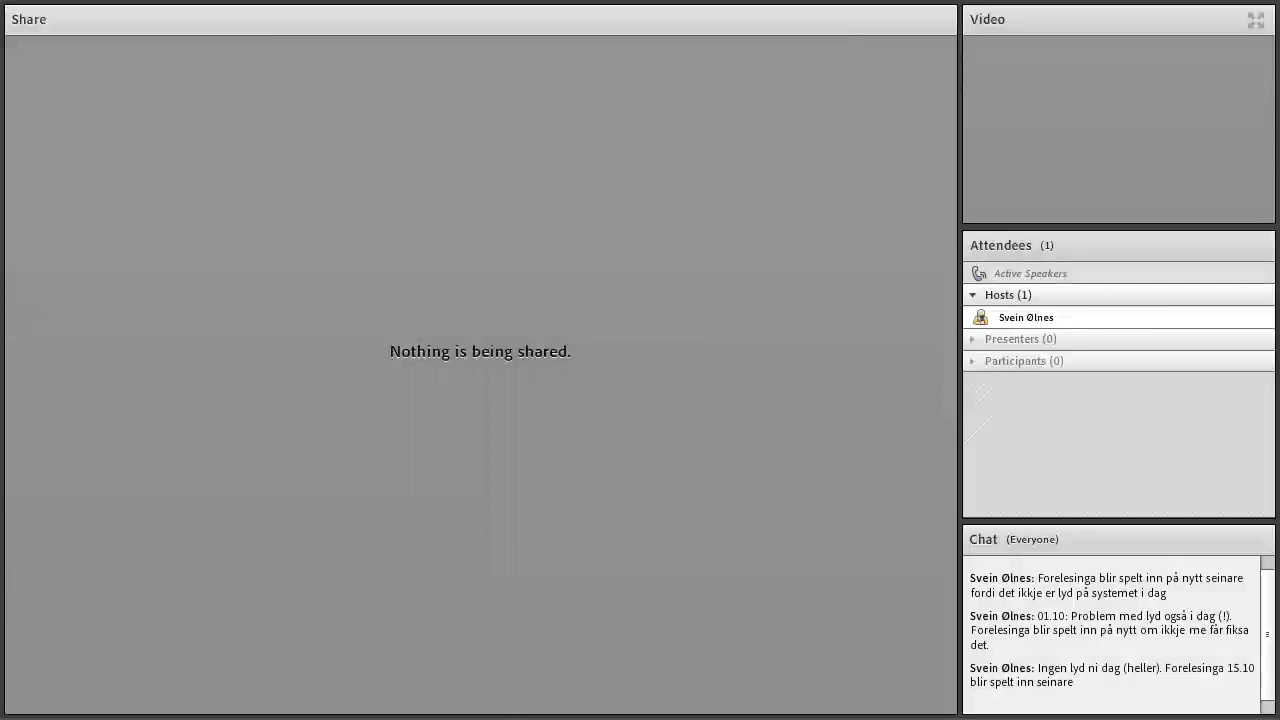 Share
Nothing is being shared.
Video
Attendees (1)
Active Speakers
Hosts (1)
Svein Ølnes
Presenters (0)
Participants (0)
Chat (Everyone)
Svein Ølnes: Forelesinga blir spelt inn på nytt seinare
fordi det ikkje er lyd på systemet i dag
Svein Ølnes: 01.10: Problem med lyd også i dag (!).
Forelesinga blir spelt inn på nytt om ikkje me får fiksa
det.
Svein Ølnes: Ingen lyd ni dag (heller). Forelesinga 15.10
blir spelt inn seinare